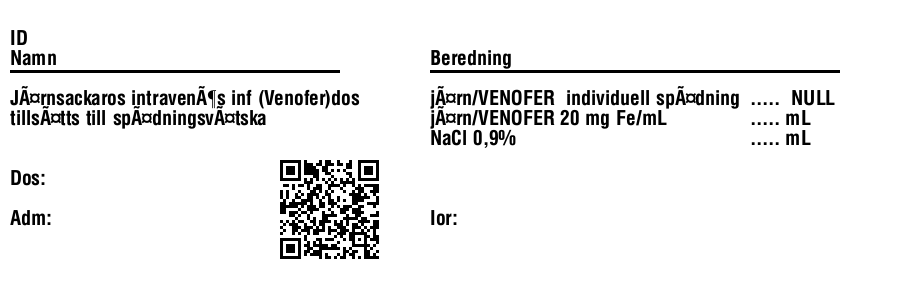 ID
Namn
JÃ¤rnsackaros intravenÃ¶s inf (Venofer)dos
tillsÃ¤tts till spÃ¤dningsvÃ¤tska
Dos:
Adm:
Beredning
jÃ¤rn/VENOFER  individuell spÃ¤dning ..... NULL
jÃ¤rn/VENOFER 20 mg Fe/mL ..... mL
NaCl 0,9% ..... mL
Ior: